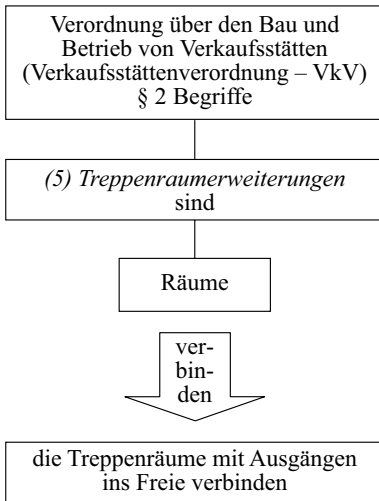 Verordnung über den Bau und
Betrieb von Verkaufsstätten
(Verkaufsstättenverordnung – VkV)
§ 2 Begriffe
(5) Treppenraumerweiterungen
sind
Räume
ver-
bin-
den
die Treppenräume mit Ausgängen
ins Freie verbinden